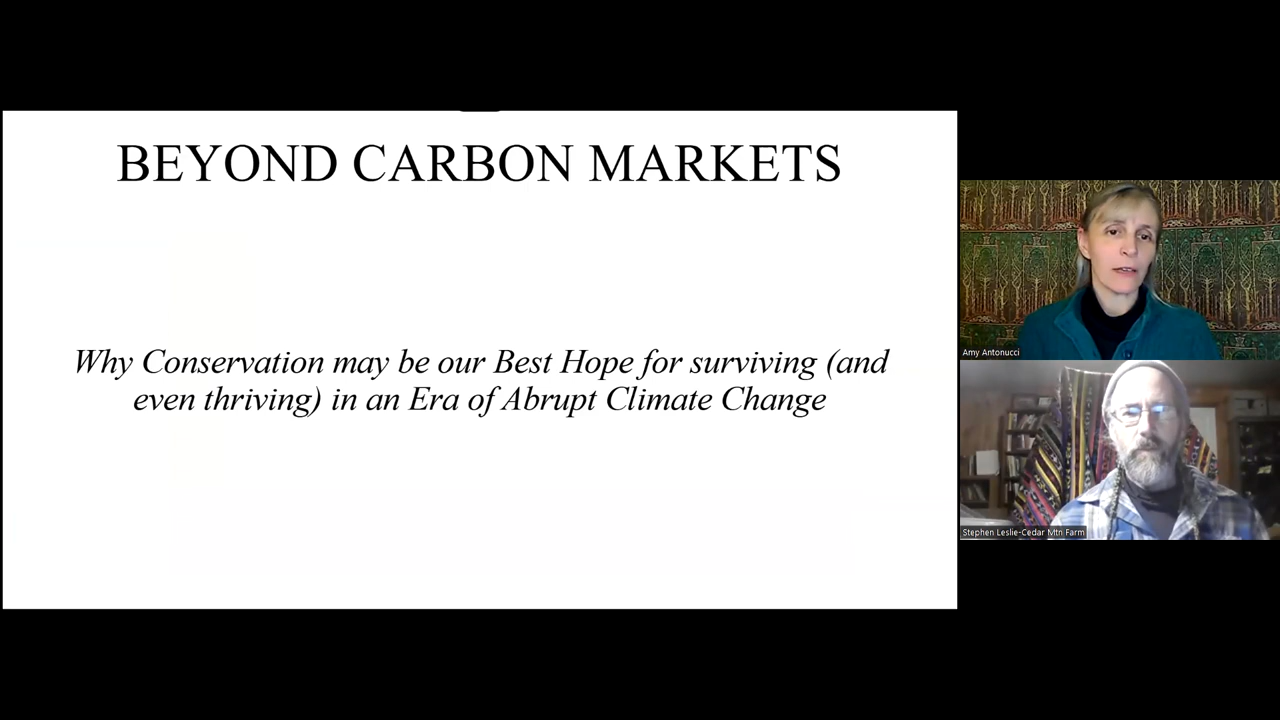 BEYOND CARBON MARKETS
Why Conservation may be our Best Hope for surviving (and
even thriving) in an Era of Abrupt Climate Change
Amy Antonucci
Stephen Leslie-Cedar Mtn Farm